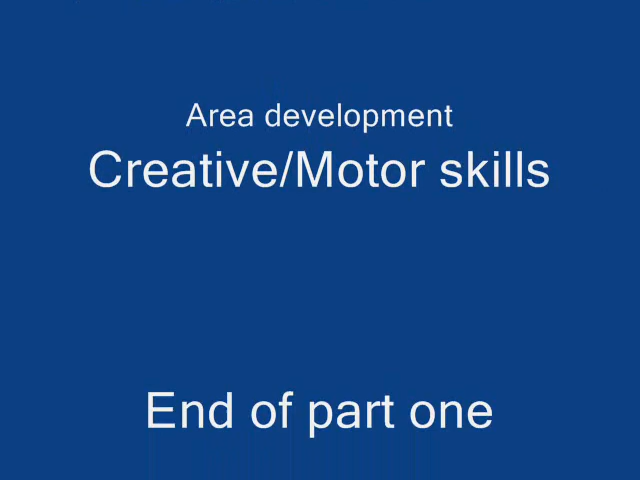 Area development
Creative/Motor skills
End of part one